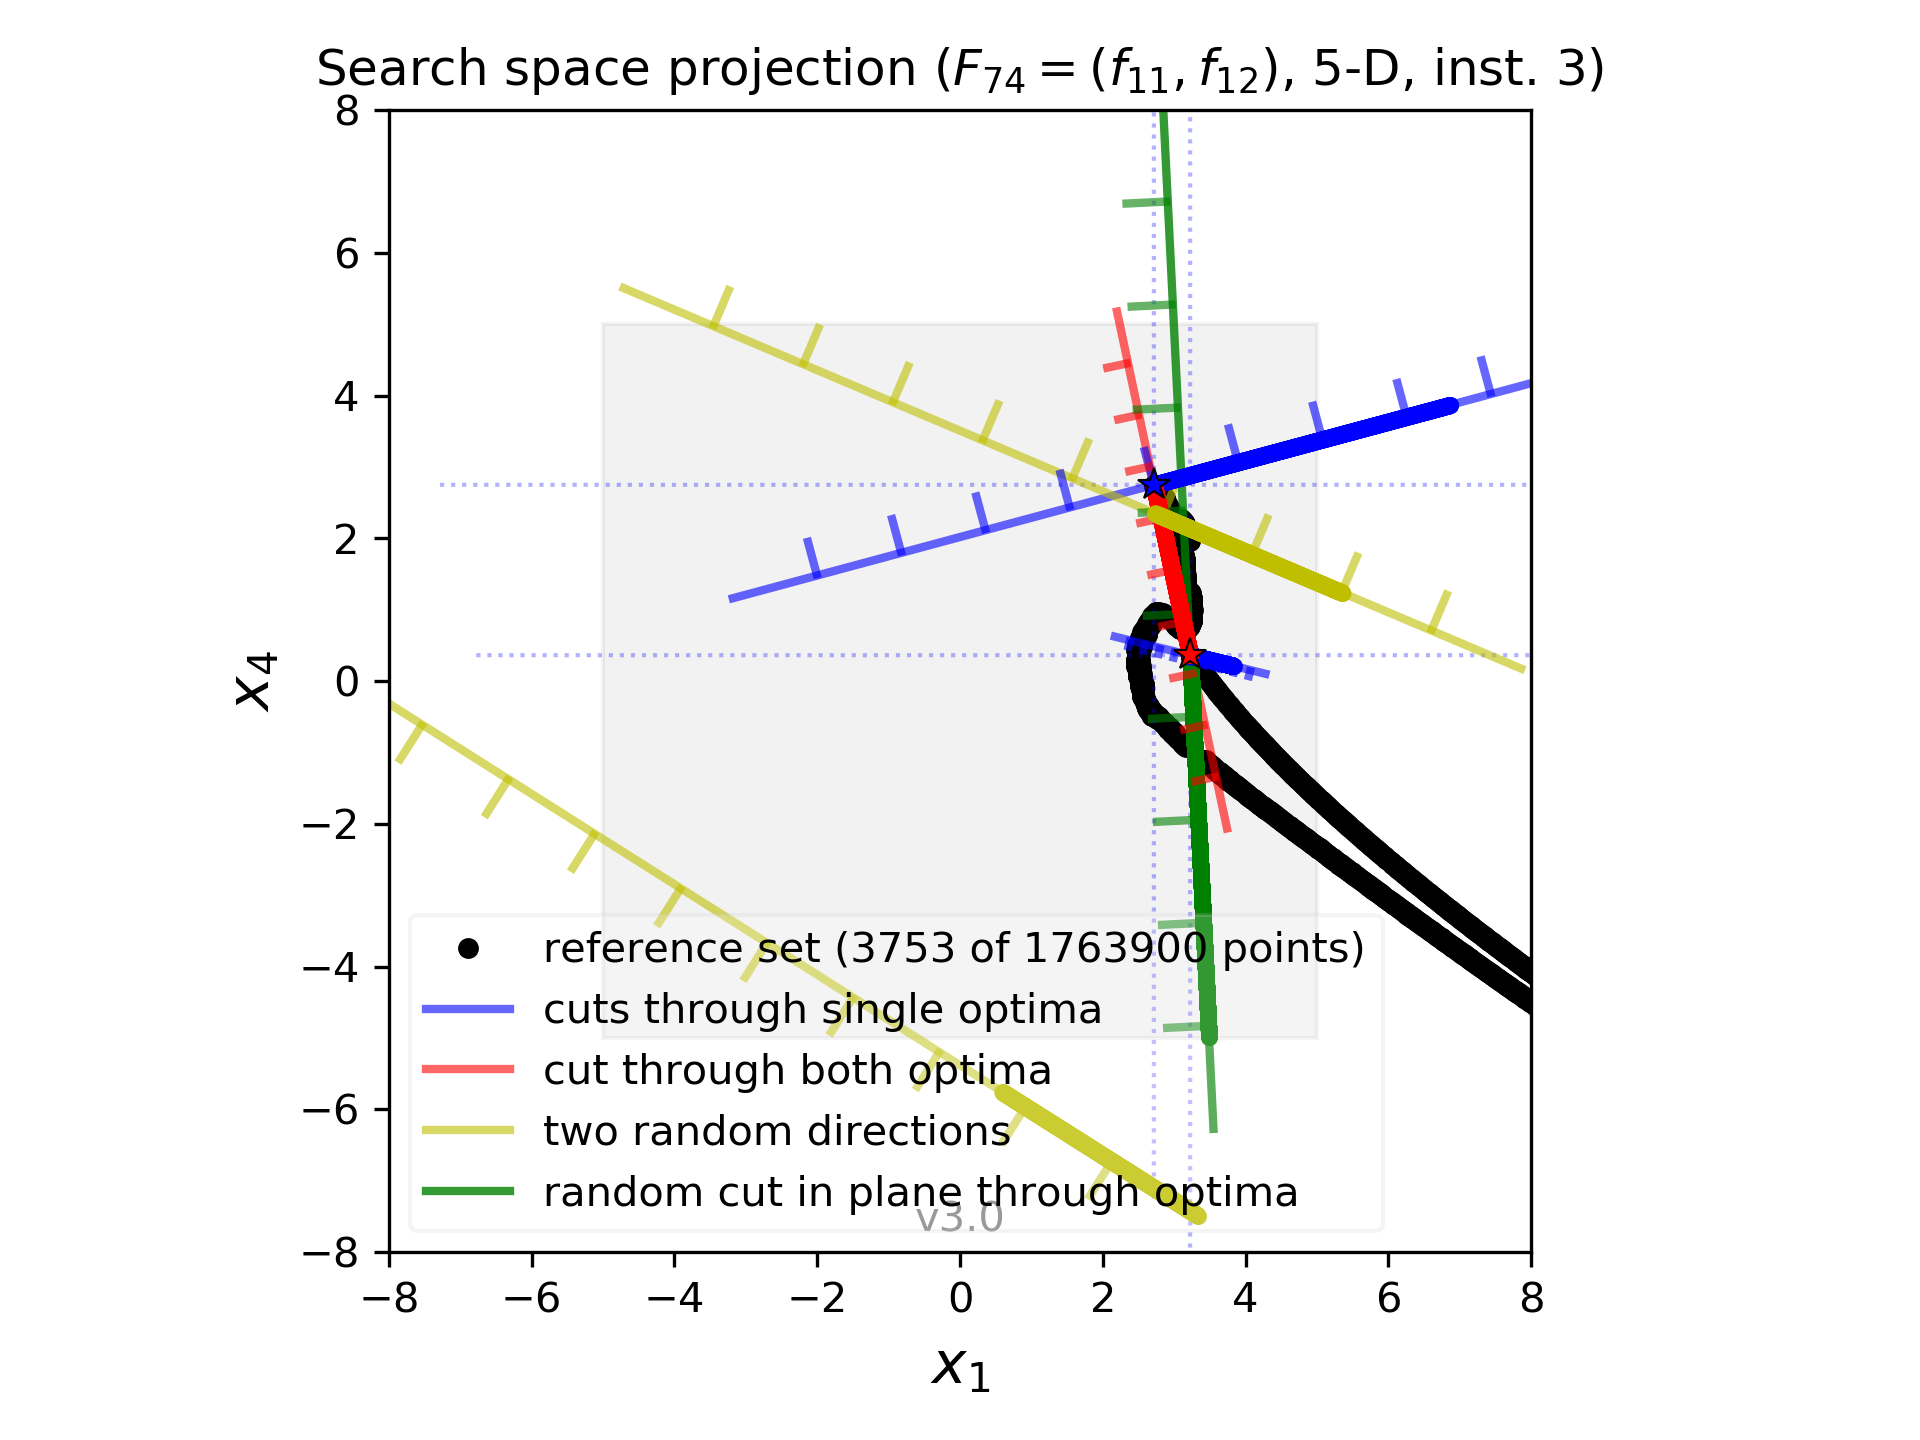 Search space projection (F₇₄ = (f₁₁, f₁₂), 5-D, inst. 3)
8
6
4
2
0
−2
−4
−6
−8
x₄
reference set (3753 of 1763900 points)
cuts through single optima
cut through both optima
two random directions
random cut in plane through optima
v3.0
−8 −6 −4 −2 0 2 4 6 8
x₁